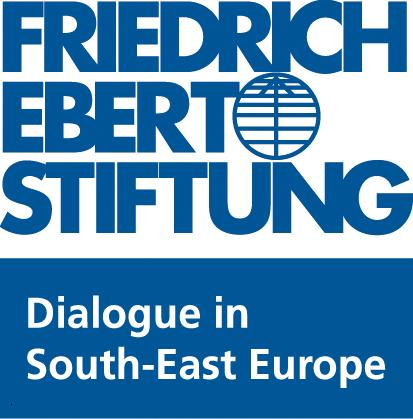 FRIEDRICH
EBERT
STIFTUNG
Dialogue in
South-East Europe